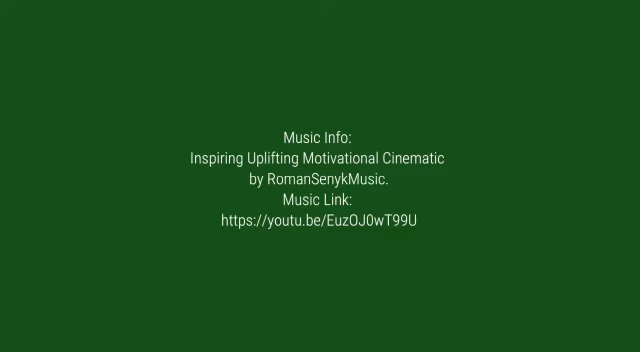 Music Info:
Inspiring Uplifting Motivational Cinematic
by RomanSenykMusic.
Music Link:
https://youtu.be/EuzOJ0wT99U